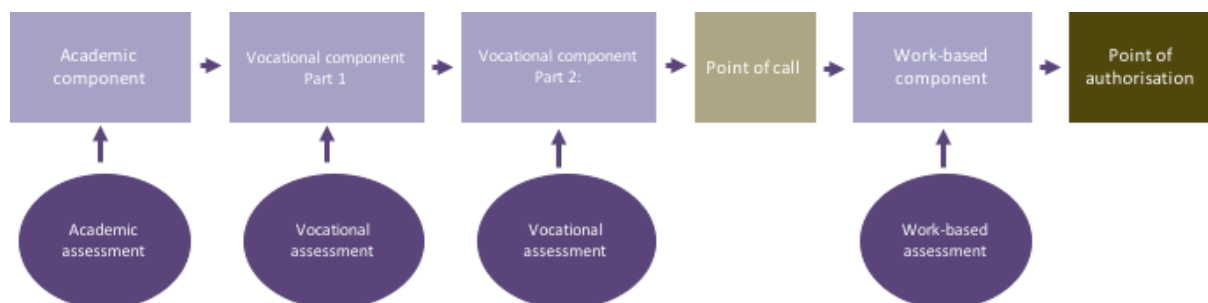 Academic
component
Vocational component
Part 1
Vocational component
Part 2:
Point of call
Work-based
component
Point of
authorisation
Academic
assessment
Vocational
assessment
Vocational
assessment
Work-based
assessment